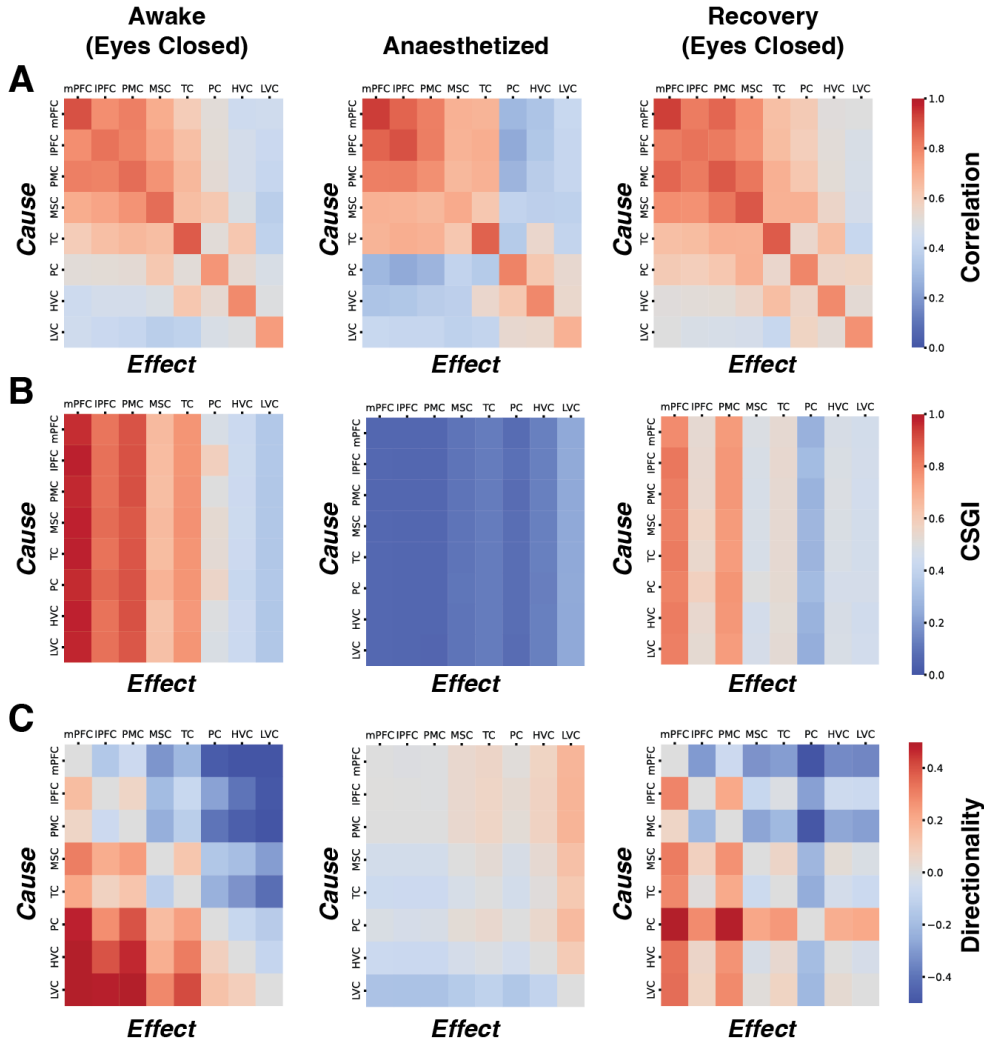 Awake
(Eyes Closed)
Anaesthetized
Recovery
(Eyes Closed)
A
mPFC lPFC PMC MSC TC PC HVC LVC
mPFC lPFC PMC MSC TC PC HVC LVC
mPFC lPFC PMC MSC TC PC HVC LVC
mPFC
lPFC
PMC
MSC
TC
PC
HVC
LVC
Cause
Effect
mPFC
lPFC
PMC
MSC
TC
PC
HVC
LVC
Cause
Effect
mPFC
lPFC
PMC
MSC
TC
PC
HVC
LVC
Cause
Effect
1.0
0.8
0.6
0.4
0.2
0.0
Correlation
B
mPFC lPFC PMC MSC TC PC HVC LVC
mPFC lPFC PMC MSC TC PC HVC LVC
mPFC lPFC PMC MSC TC PC HVC LVC
mPFC
lPFC
PMC
MSC
TC
PC
HVC
LVC
Cause
Effect
mPFC
lPFC
PMC
MSC
TC
PC
HVC
LVC
Cause
Effect
mPFC
lPFC
PMC
MSC
TC
PC
HVC
LVC
Cause
Effect
1.0
0.8
0.6
0.4
0.2
0.0
CSGI
C
mPFC lPFC PMC MSC TC PC HVC LVC
mPFC lPFC PMC MSC TC PC HVC LVC
mPFC lPFC PMC MSC TC PC HVC LVC
mPFC
lPFC
PMC
MSC
TC
PC
HVC
LVC
Cause
Effect
mPFC
lPFC
PMC
MSC
TC
PC
HVC
LVC
Cause
Effect
mPFC
lPFC
PMC
MSC
TC
PC
HVC
LVC
Cause
Effect
0.4
0.2
0.0
−0.2
−0.4
Directionality